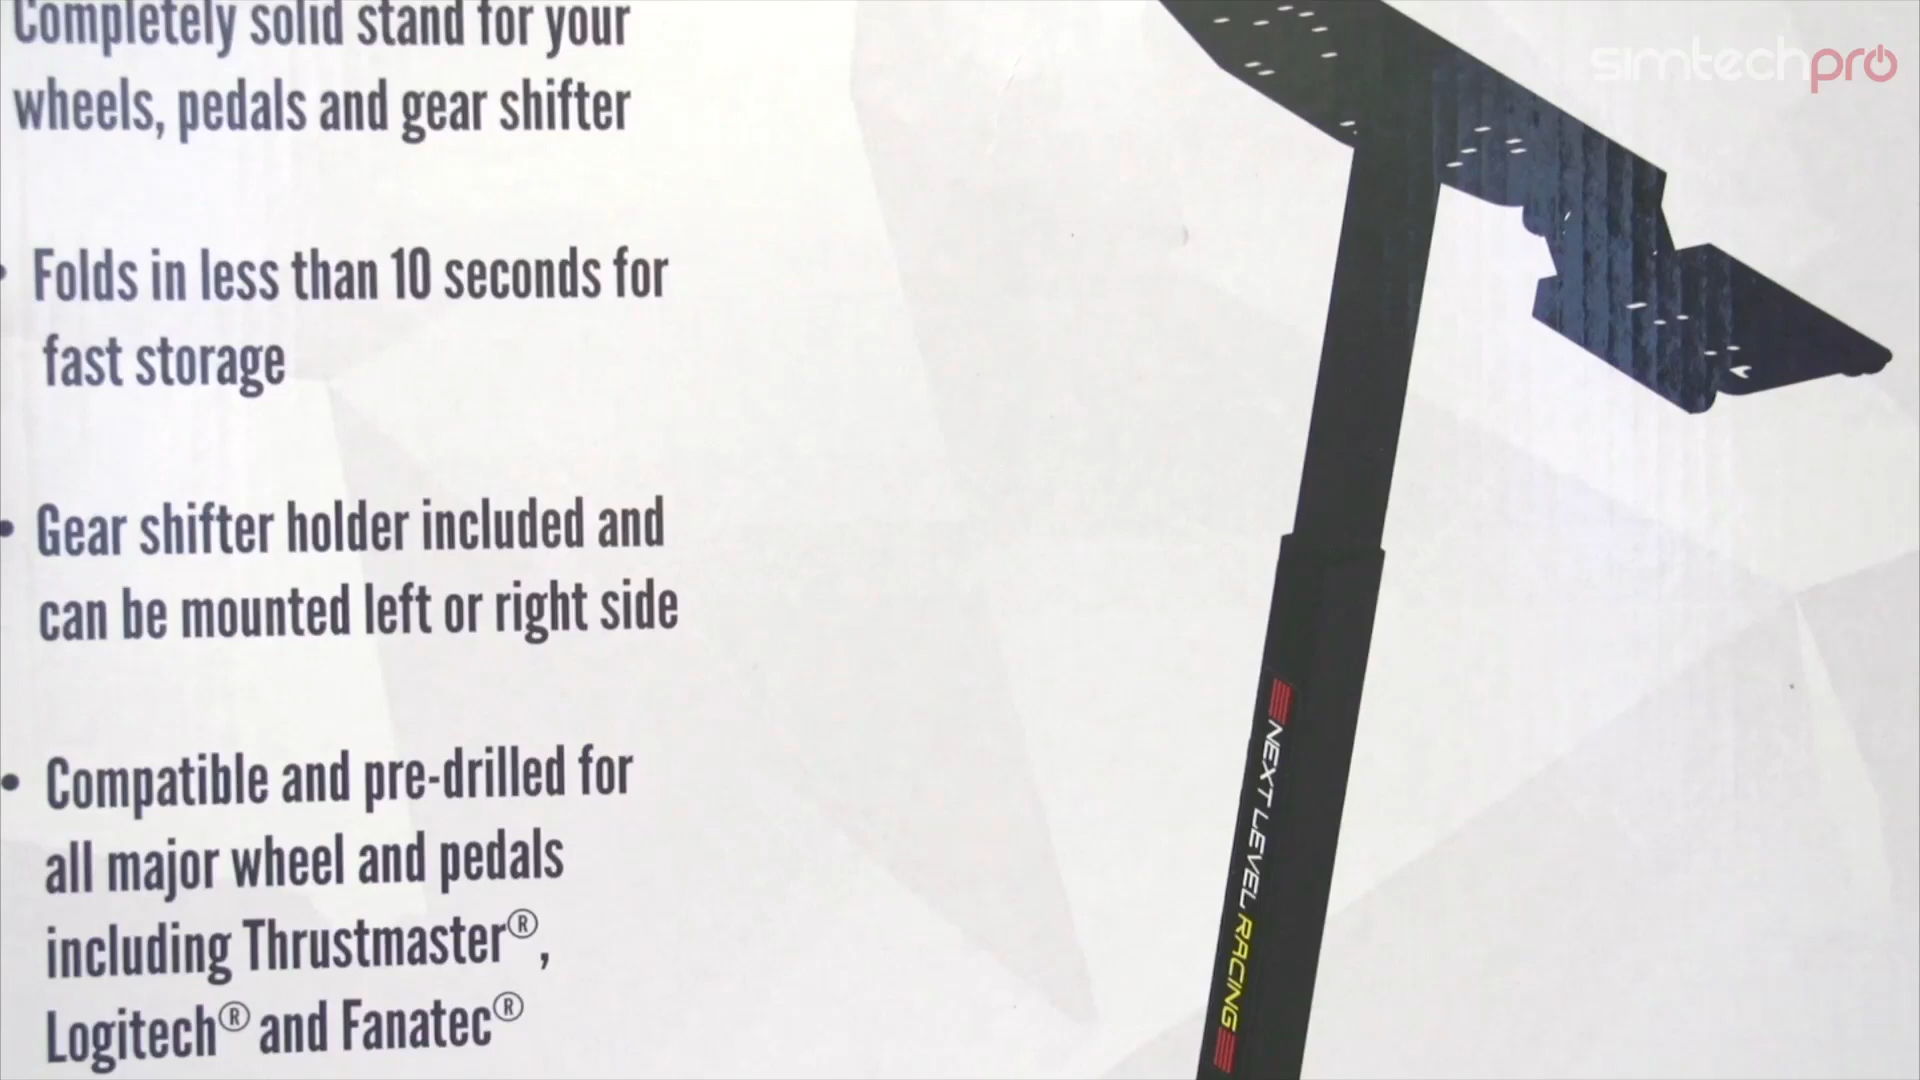 Completely solid stand for your
wheels, pedals and gear shifter
• Folds in less than 10 seconds for
fast storage
• Gear shifter holder included and
can be mounted left or right side
• Compatible and pre-drilled for
all major wheel and pedals
including Thrustmaster®,
Logitech® and Fanatec®
NEXT LEVEL RACING
simtechpro